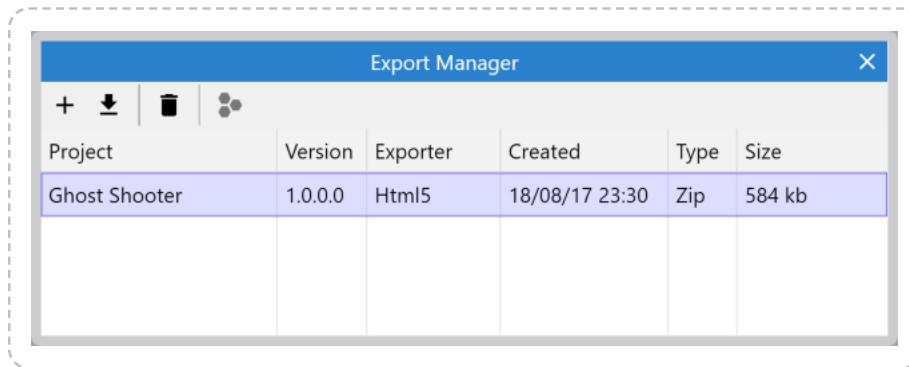 Export Manager
Project Version Exporter Created Type Size
Ghost Shooter 1.0.0.0 Html5 18/08/17 23:30 Zip 584 kb